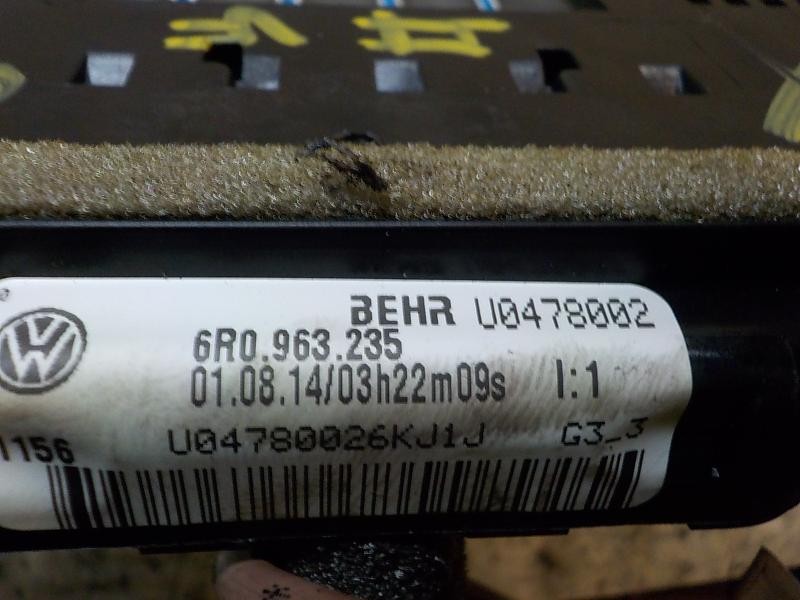 BEHR U0478002
6R0.963.235
01.08.14/03h22m09s I:1
U04780026KJ1J G3_3
1156